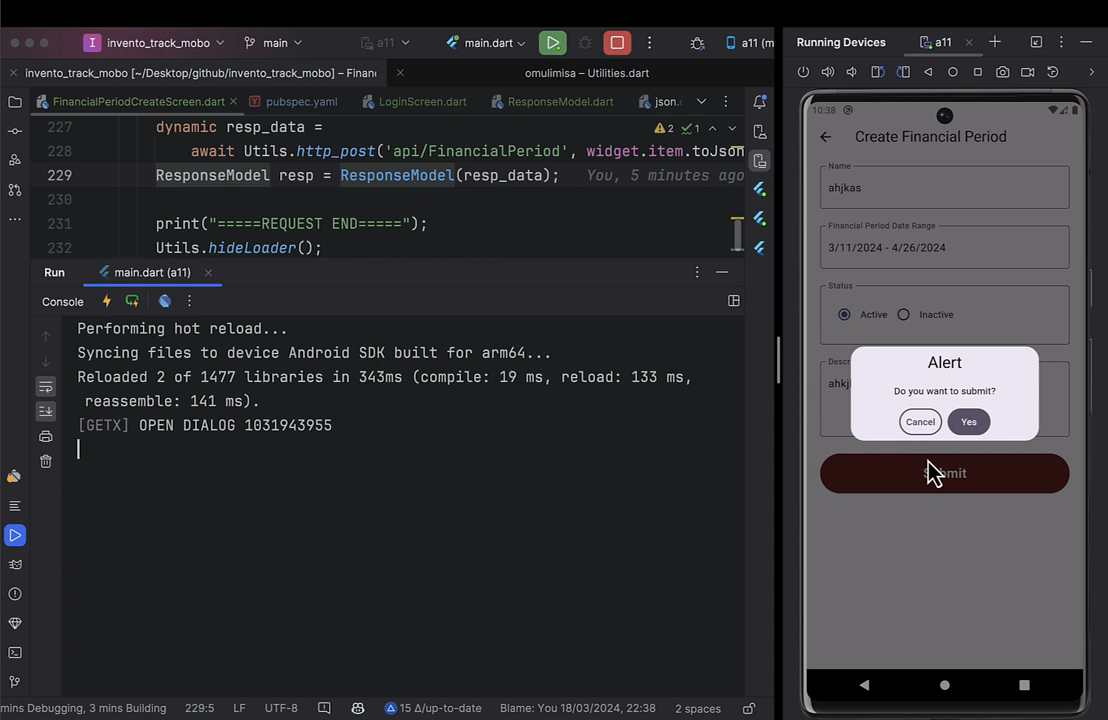 I invento_track_mobo main a11 main.dart a11 (m
invento_track_mobo [~/Desktop/github/invento_track_mobo] – Financ
omulimisa – Utilities.dart
FinancialPeriodCreateScreen.dart pubspec.yaml LoginScreen.dart ResponseModel.dart json.
227 dynamic resp_data =
2 1
228 await Utils.http_post('api/FinancialPeriod', widget.item.toJson
229 ResponseModel resp = ResponseModel(resp_data); You, 5 minutes ago
230
231 print("=====REQUEST END=====");
232 Utils.hideLoader();
Run main.dart (a11)
Console
Performing hot reload...
Syncing files to device Android SDK built for arm64...
Reloaded 2 of 1477 libraries in 343ms (compile: 19 ms, reload: 133 ms,
reassemble: 141 ms).
[GETX] OPEN DIALOG 1031943955
mins Debugging, 3 mins Building 229:5 LF UTF-8 15 Δ/up-to-date Blame: You 18/03/2024, 22:38 2 spaces
Running Devices a11
10:38
Create Financial Period
Name
ahjkas
Financial Period Date Range
3/11/2024 - 4/26/2024
Status
Active Inactive
Alert
Do you want to submit?
Cancel Yes